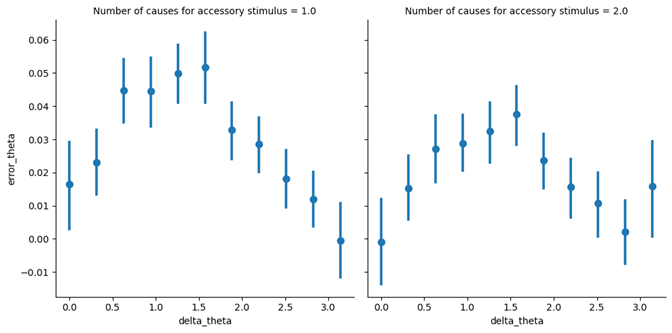 Number of causes for accessory stimulus = 1.0
Number of causes for accessory stimulus = 2.0
error_theta
0.06
0.05
0.04
0.03
0.02
0.01
0.00
−0.01
0.0 0.5 1.0 1.5 2.0 2.5 3.0
0.0 0.5 1.0 1.5 2.0 2.5 3.0
delta_theta
delta_theta